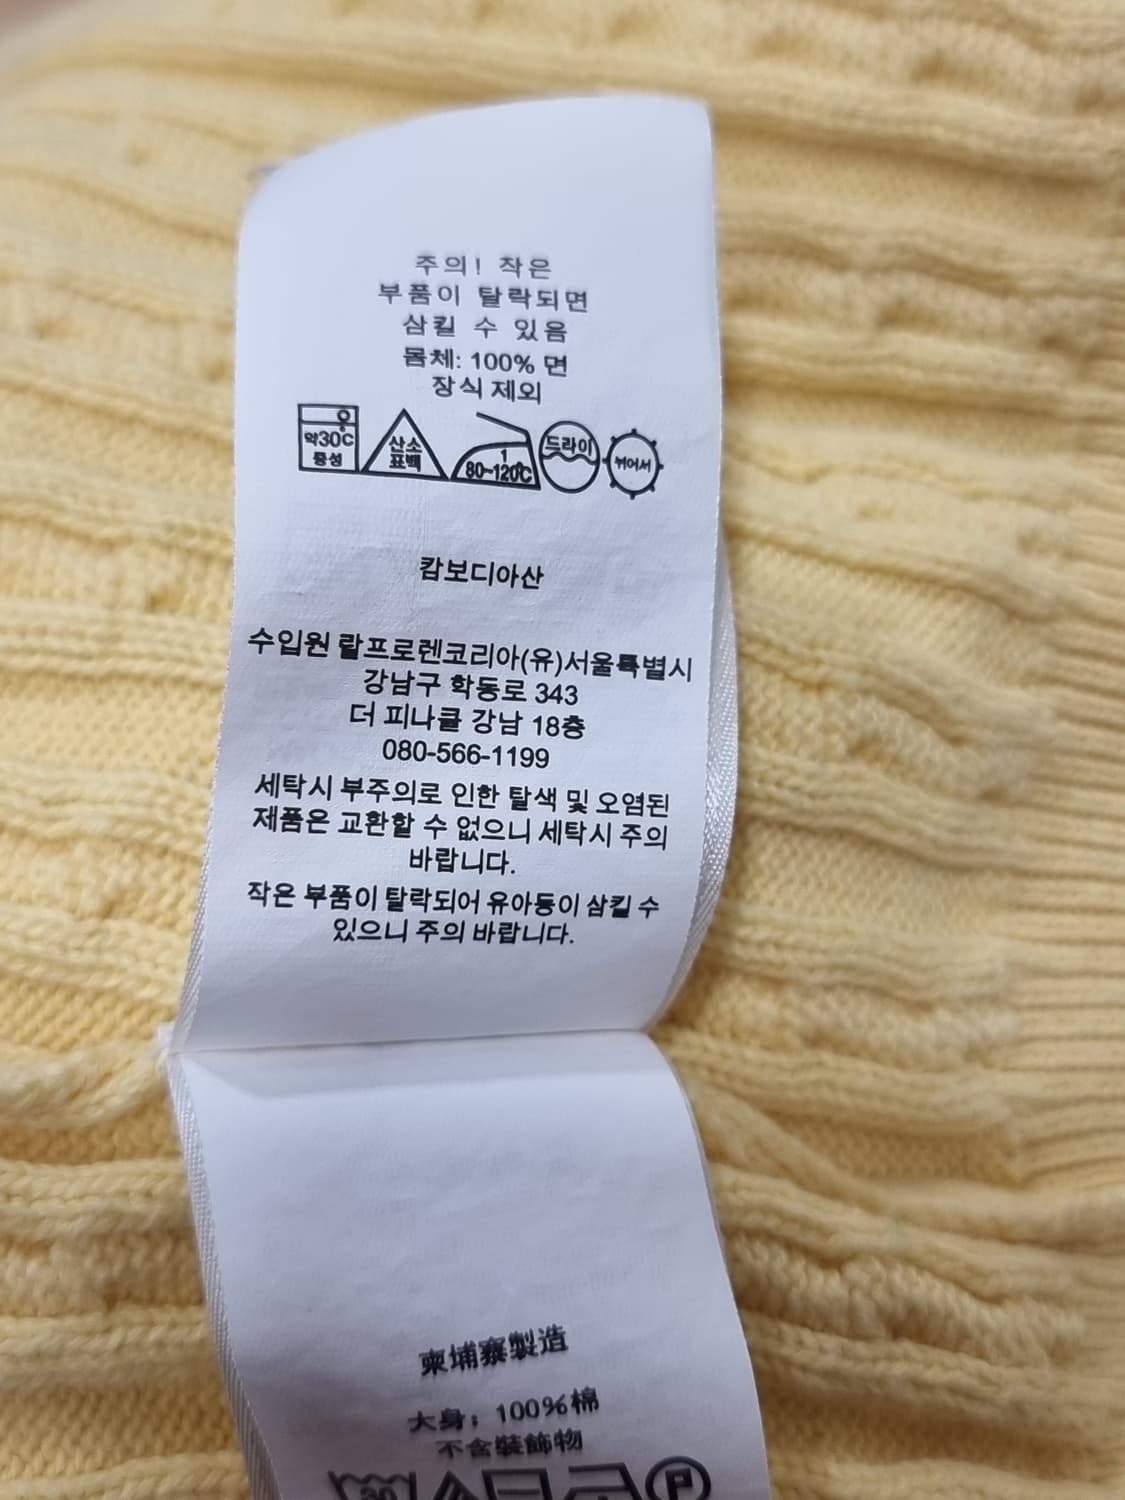 주의! 작은
부품이 탈락되면
삼킬 수 있음
몸체: 100% 면
장식 제외
약30C 중성
산소 표백
1 80~120℃
드라이
뉘어서
캄보디아산
수입원 랄프로렌코리아(유)서울특별시
강남구 학동로 343
더 피나클 강남 18층
080-566-1199
세탁시 부주의로 인한 탈색 및 오염된
제품은 교환할 수 없으니 세탁시 주의
바랍니다.
작은 부품이 탈락되어 유아동이 삼킬 수
있으니 주의 바랍니다.
柬埔寨製造
大身：100%棉
不含裝飾物
30
P